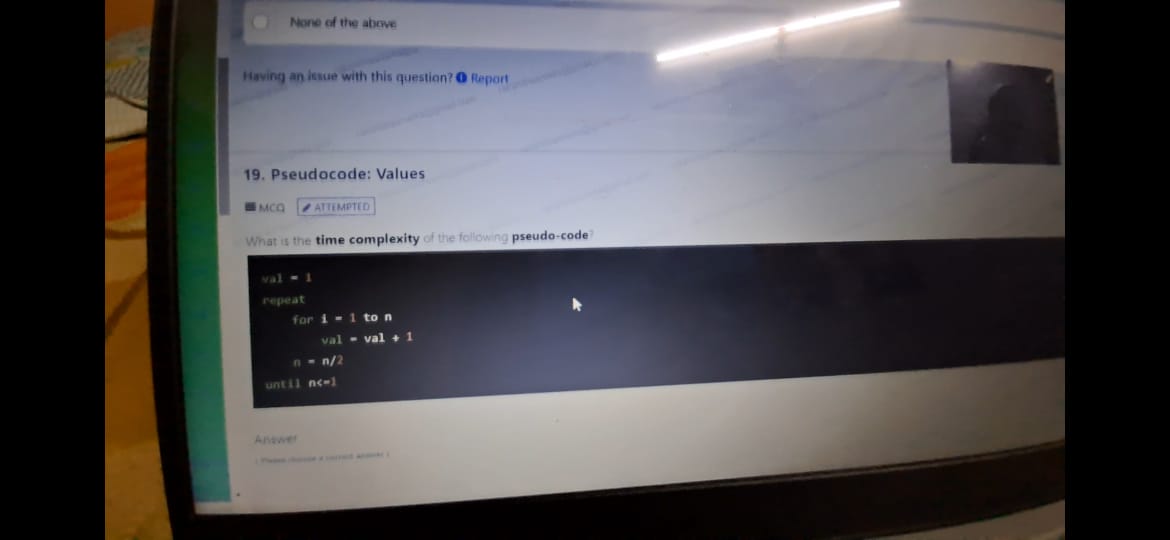 None of the above
Having an issue with this question? Report
19. Pseudocode: Values
MCQ ATTEMPTED
What is the time complexity of the following pseudo-code?
val = 1
repeat
for i = 1 to n
val = val + 1
n = n/2
until n<=1
Answer